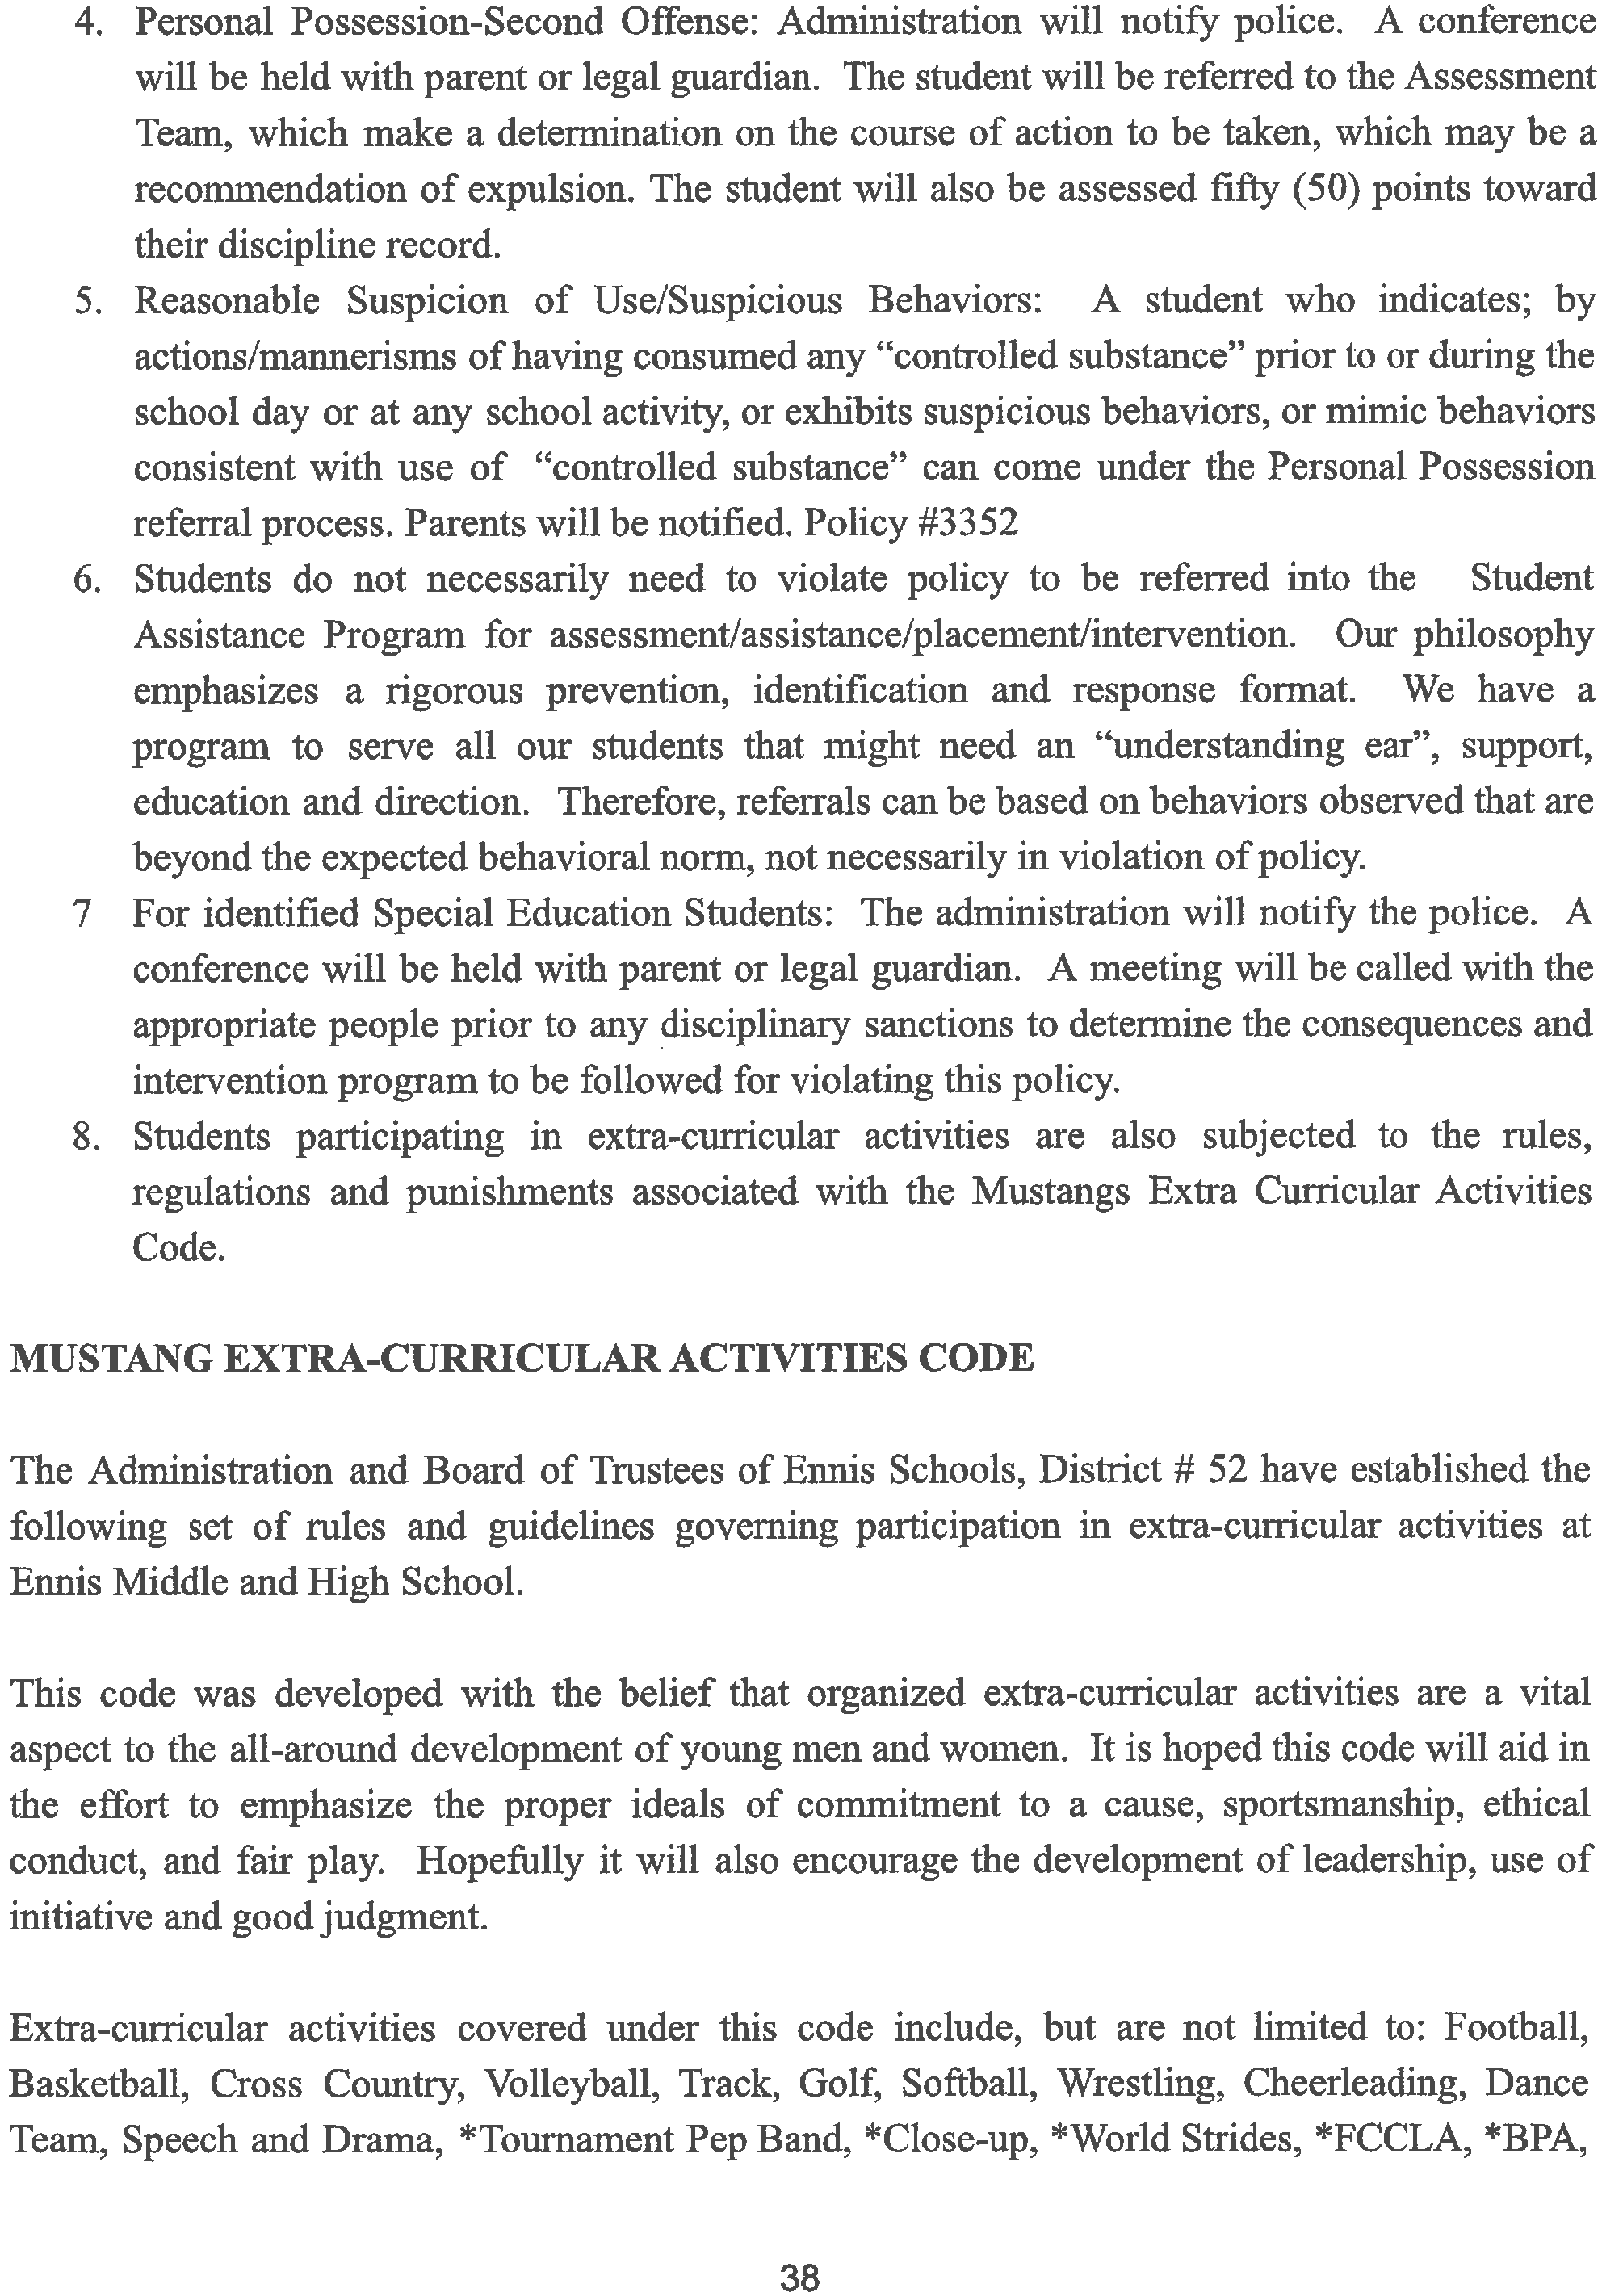 4. Personal Possession-Second Offense: Administration will notify police. A conference
will be held with parent or legal guardian. The student will be referred to the Assessment
Team, which make a determination on the course of action to be taken, which may be a
recommendation of expulsion. The student will also be assessed fifty (50) points toward
their discipline record.
5. Reasonable Suspicion of Use/Suspicious Behaviors: A student who indicates; by
actions/mannerisms of having consumed any “controlled substance” prior to or during the
school day or at any school activity, or exhibits suspicious behaviors, or mimic behaviors
consistent with use of “controlled substance” can come under the Personal Possession
referral process. Parents will be notified. Policy #3352
6. Students do not necessarily need to violate policy to be referred into the Student
Assistance Program for assessment/assistance/placement/intervention. Our philosophy
emphasizes a rigorous prevention, identification and response format. We have a
program to serve all our students that might need an “understanding ear”, support,
education and direction. Therefore, referrals can be based on behaviors observed that are
beyond the expected behavioral norm, not necessarily in violation of policy.
7 For identified Special Education Students: The administration will notify the police. A
conference will be held with parent or legal guardian. A meeting will be called with the
appropriate people prior to any disciplinary sanctions to determine the consequences and
intervention program to be followed for violating this policy.
8. Students participating in extra-curricular activities are also subjected to the rules,
regulations and punishments associated with the Mustangs Extra Curricular Activities
Code.
MUSTANG EXTRA-CURRICULAR ACTIVITIES CODE
The Administration and Board of Trustees of Ennis Schools, District # 52 have established the
following set of rules and guidelines governing participation in extra-curricular activities at
Ennis Middle and High School.
This code was developed with the belief that organized extra-curricular activities are a vital
aspect to the all-around development of young men and women. It is hoped this code will aid in
the effort to emphasize the proper ideals of commitment to a cause, sportsmanship, ethical
conduct, and fair play. Hopefully it will also encourage the development of leadership, use of
initiative and good judgment.
Extra-curricular activities covered under this code include, but are not limited to: Football,
Basketball, Cross Country, Volleyball, Track, Golf, Softball, Wrestling, Cheerleading, Dance
Team, Speech and Drama, *Tournament Pep Band, *Close-up, *World Strides, *FCCLA, *BPA,
38